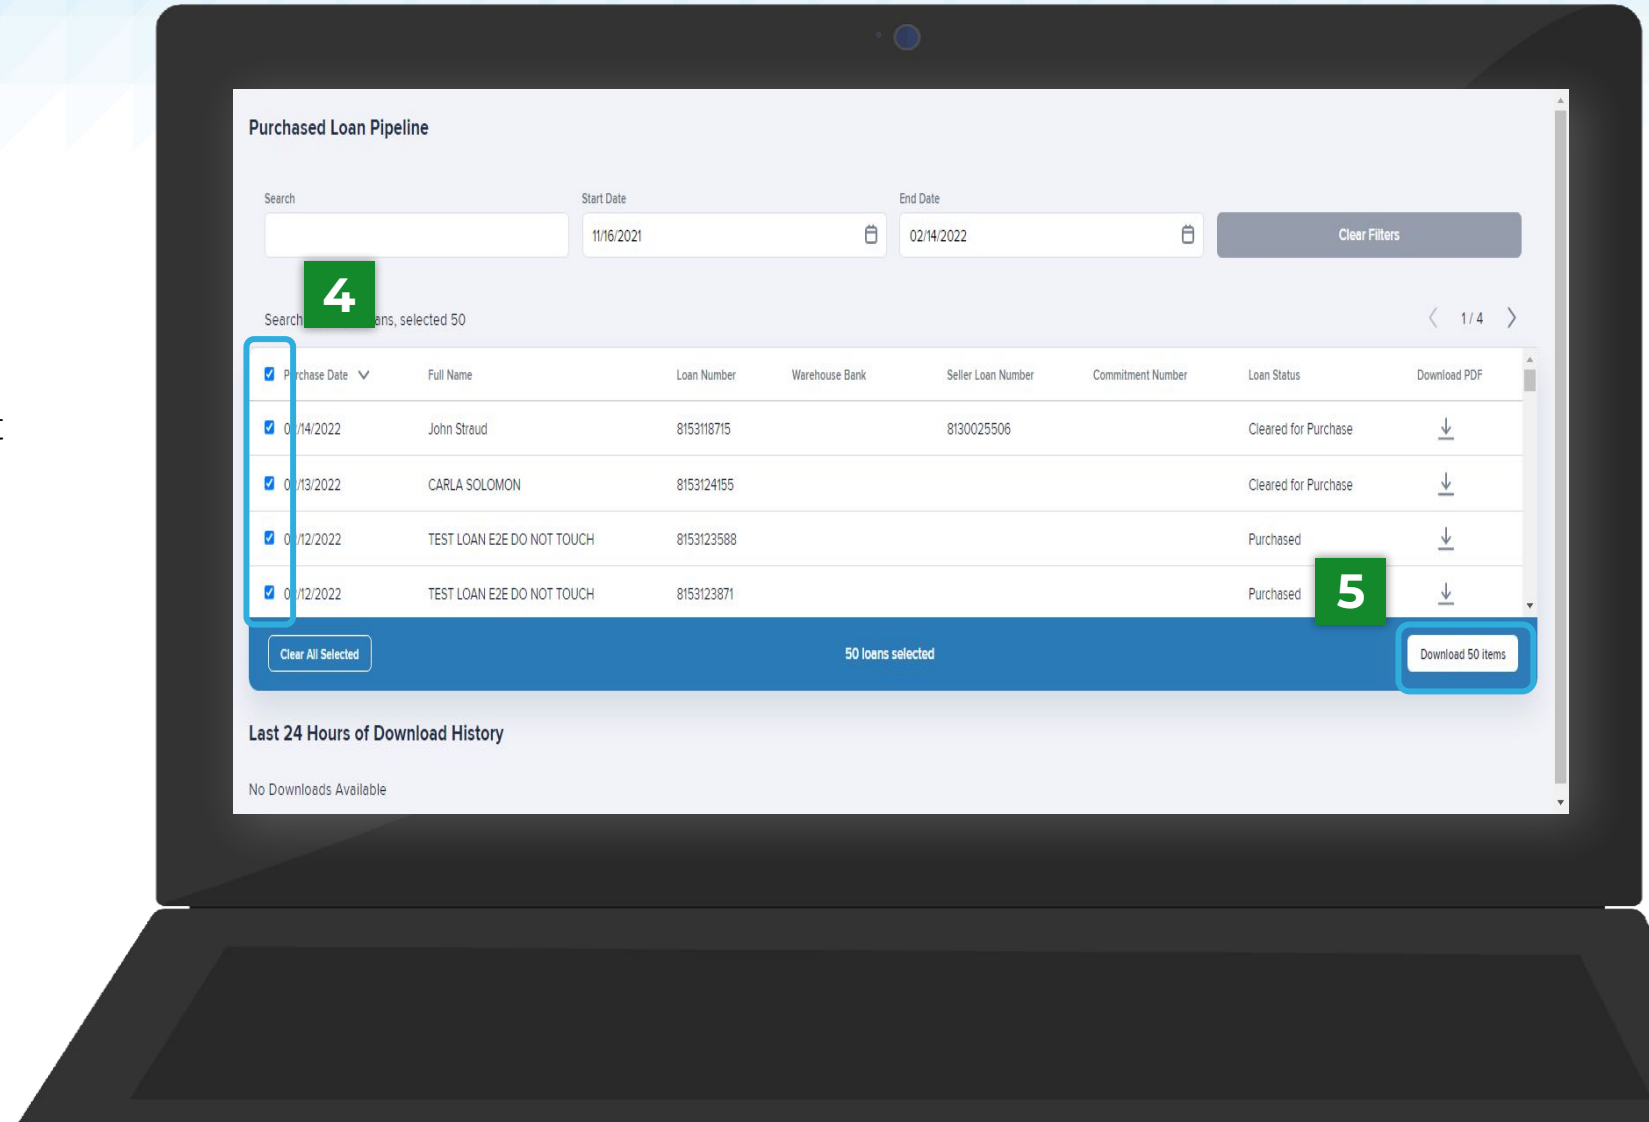 Purchased Loan Pipeline
Search Start Date End Date
11/16/2021 02/14/2022 Clear Filters
4
Search ans, selected 50 1 / 4
Purchase Date Full Name Loan Number Warehouse Bank Seller Loan Number Commitment Number Loan Status Download PDF
02/14/2022 John Straud 8153118715 8130025506 Cleared for Purchase
02/13/2022 CARLA SOLOMON 8153124155 Cleared for Purchase
02/12/2022 TEST LOAN E2E DO NOT TOUCH 8153123588 Purchased
5
02/12/2022 TEST LOAN E2E DO NOT TOUCH 8153123871 Purchased
Clear All Selected 50 loans selected Download 50 items
Last 24 Hours of Download History
No Downloads Available